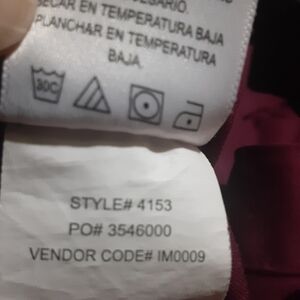 SECAR EN TEMPERATURA BAJA
PLANCHAR EN TEMPERATURA
BAJA.
30C
STYLE# 4153
PO# 3546000
VENDOR CODE# IM0009